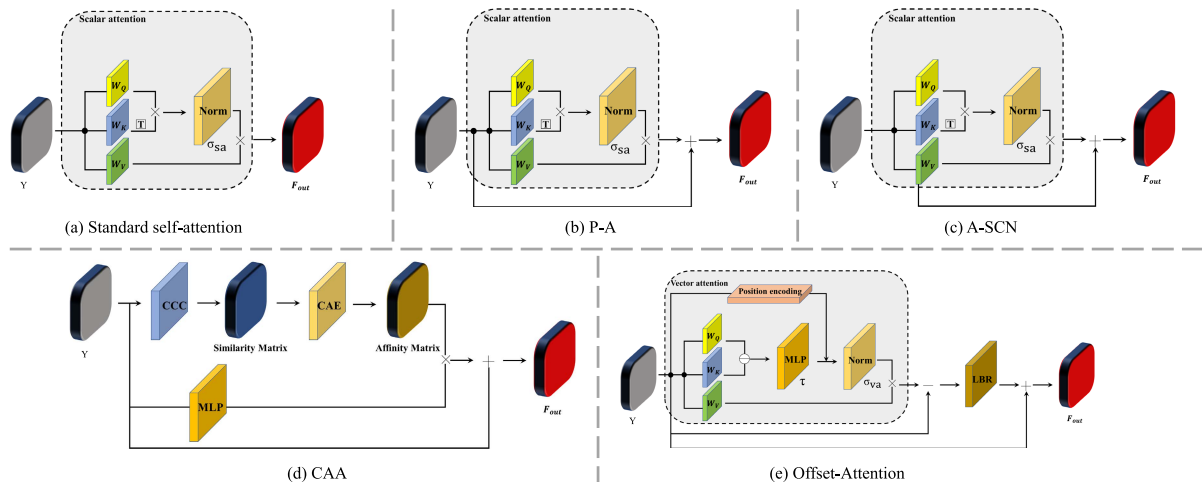 Scalar attention
W_Q
W_K
W_V
T
×
Norm
σ_sa
×
Y
F_out
(a) Standard self-attention
Scalar attention
W_Q
W_K
W_V
T
×
Norm
σ_sa
×
+
Y
F_out
(b) P-A
Scalar attention
W_Q
W_K
W_V
T
×
Norm
σ_sa
×
+
Y
F_out
(c) A-SCN
Y
CCC
Similarity Matrix
CAE
Affinity Matrix
MLP
×
+
F_out
(d) CAA
Vector attention
Position encoding
W_Q
W_K
W_V
−
MLP
τ
Norm
σ_va
×
−
LBR
+
Y
F_out
(e) Offset-Attention